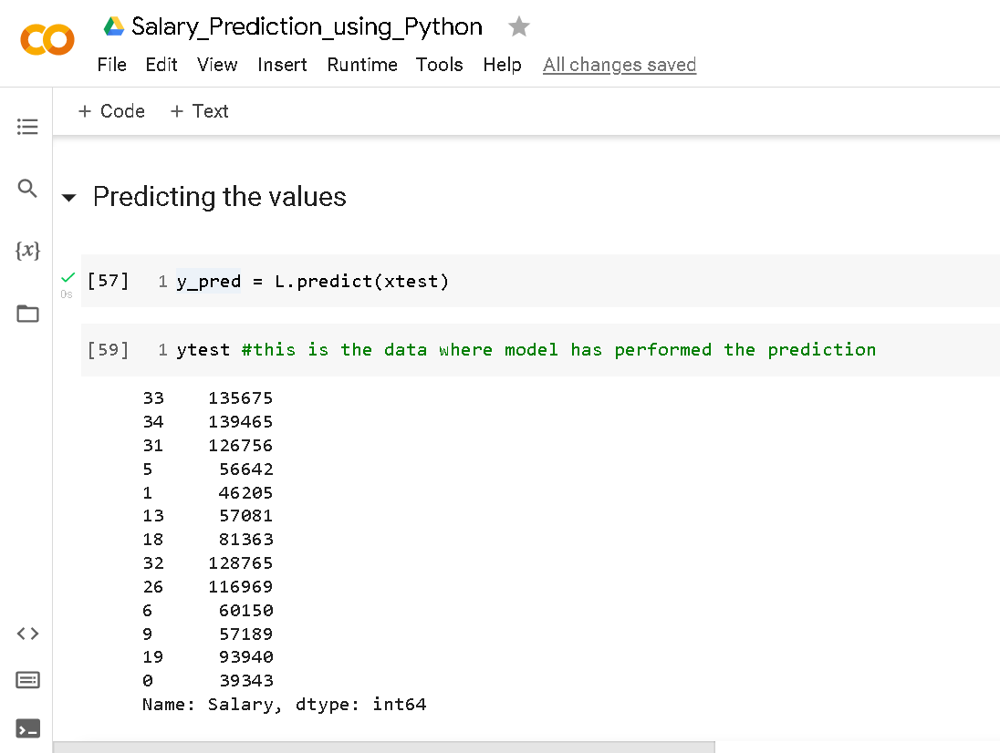 Salary_Prediction_using_Python
File Edit View Insert Runtime Tools Help All changes saved
+ Code + Text
{x}
Predicting the values
[57] 1 y_pred = L.predict(xtest)
0s
[59] 1 ytest #this is the data where model has performed the prediction
33 135675
34 139465
31 126756
5 56642
1 46205
13 57081
18 81363
32 128765
26 116969
6 60150
9 57189
19 93940
0 39343
Name: Salary, dtype: int64